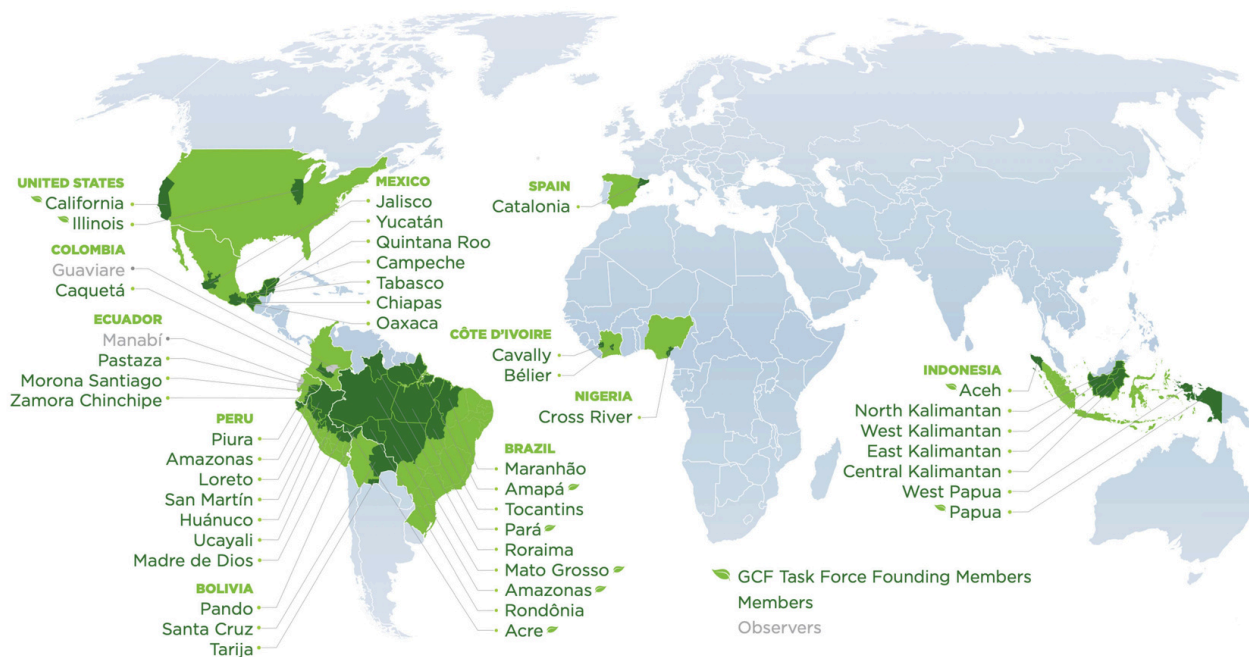 UNITED STATES
California
Illinois
COLOMBIA
Guaviare
Caquetá
ECUADOR
Manabí
Pastaza
Morona Santiago
Zamora Chinchipe
PERU
Piura
Amazonas
Loreto
San Martín
Huánuco
Ucayali
Madre de Dios
BOLIVIA
Pando
Santa Cruz
Tarija
MEXICO
Jalisco
Yucatán
Quintana Roo
Campeche
Tabasco
Chiapas
Oaxaca
BRAZIL
Maranhão
Amapá
Tocantins
Pará
Roraima
Mato Grosso
Amazonas
Rondônia
Acre
SPAIN
Catalonia
CÔTE D'IVOIRE
Cavally
Bélier
NIGERIA
Cross River
INDONESIA
Aceh
North Kalimantan
West Kalimantan
East Kalimantan
Central Kalimantan
West Papua
Papua
GCF Task Force Founding Members
Members
Observers